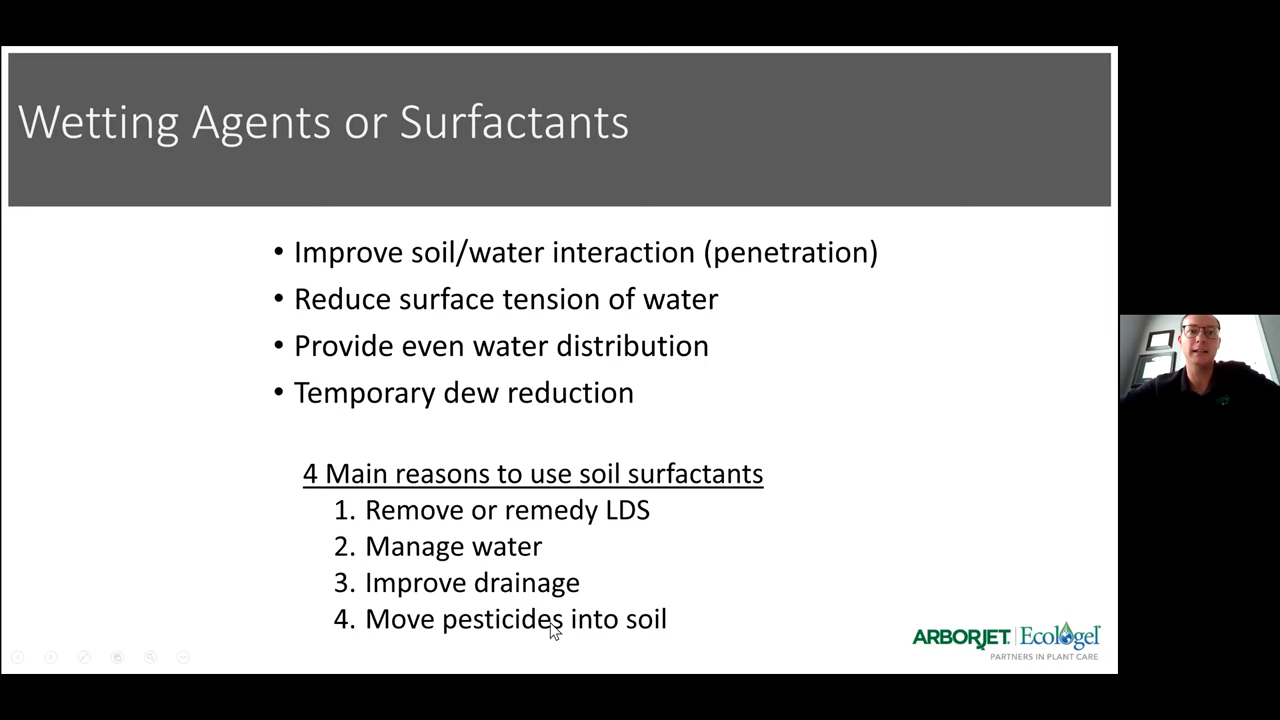 Wetting Agents or Surfactants
• Improve soil/water interaction (penetration)
• Reduce surface tension of water
• Provide even water distribution
• Temporary dew reduction
4 Main reasons to use soil surfactants
1. Remove or remedy LDS
2. Manage water
3. Improve drainage
4. Move pesticides into soil
ARBORJET | Ecologel
PARTNERS IN PLANT CARE